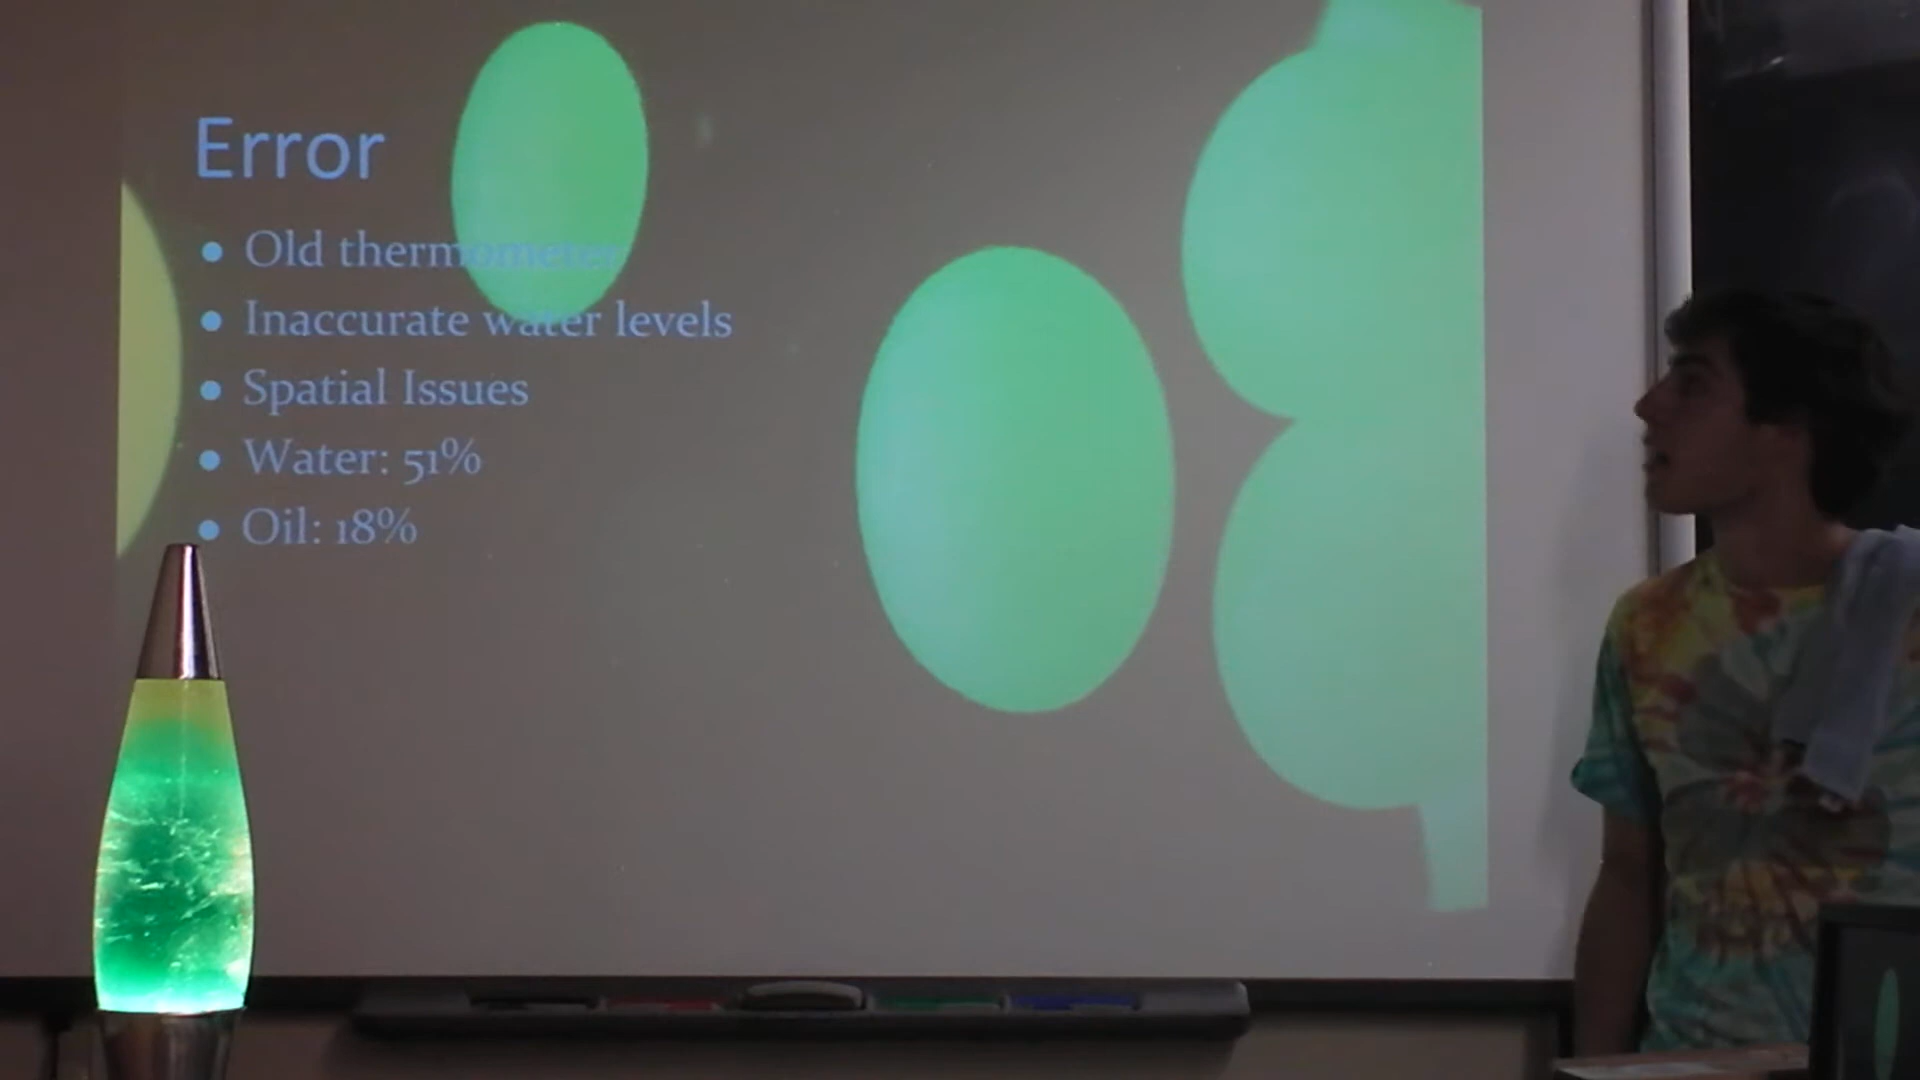 Error
Old thermometer
Inaccurate water levels
Spatial Issues
Water: 51%
Oil: 18%